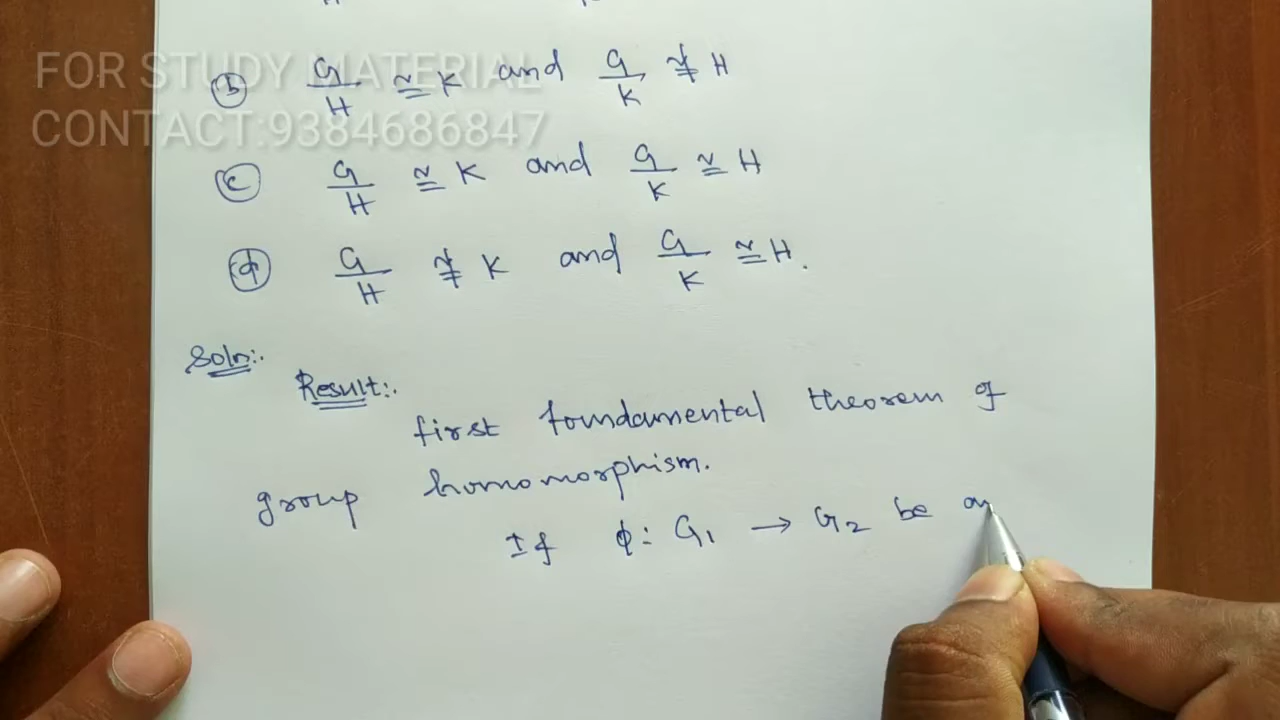 FOR STUDY MATERIAL
CONTACT:9384686847
(b) G/H ≅ K and G/K ≇ H
(c) G/H ≅ K and G/K ≅ H
(d) G/H ≇ K and G/K ≅ H.
Soln:.
Result:.
first foundamental theorem of
group homomorphism.
If ϕ: G₁ → G₂ be